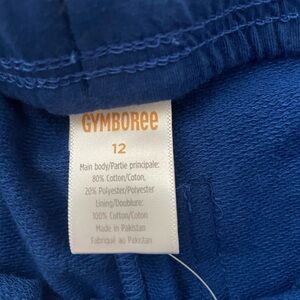 GYMBOREE
12
Main body/Partie principale:
80% Cotton/Coton,
20% Polyester/Polyester
Lining/Doublure:
100% Cotton/Coton
Made in Pakistan
Fabriqué au Pakistan